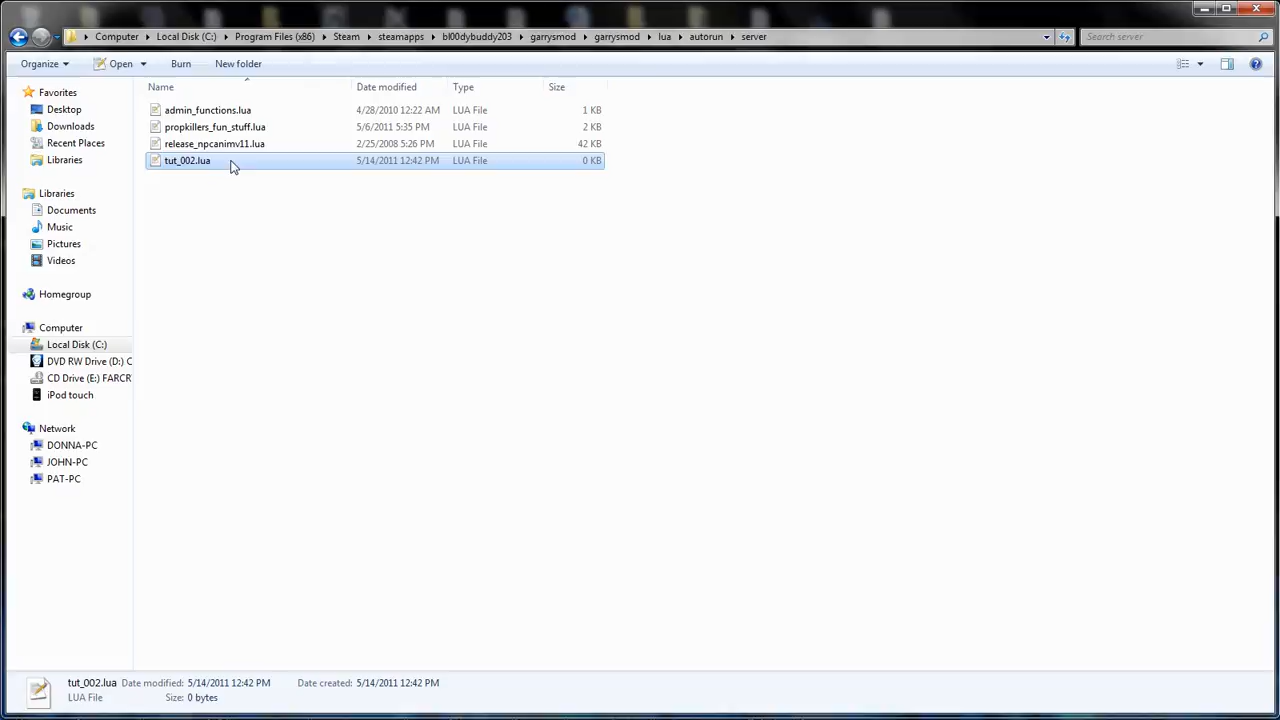 Computer Local Disk (C:) Program Files (x86) Steam steamapps bl00dybuddy203 garrysmod garrysmod lua autorun server Search server
Organize Open Burn New folder
Name Date modified Type Size
Favorites
Desktop
Downloads
Recent Places
Libraries
Libraries
Documents
Music
Pictures
Videos
Homegroup
Computer
Local Disk (C:)
DVD RW Drive (D:) C
CD Drive (E:) FARCR
iPod touch
Network
DONNA-PC
JOHN-PC
PAT-PC
admin_functions.lua 4/28/2010 12:22 AM LUA File 1 KB
propkillers_fun_stuff.lua 5/6/2011 5:35 PM LUA File 2 KB
release_npcanimv11.lua 2/25/2008 5:26 PM LUA File 42 KB
tut_002.lua 5/14/2011 12:42 PM LUA File 0 KB
tut_002.lua Date modified: 5/14/2011 12:42 PM Date created: 5/14/2011 12:42 PM
LUA File Size: 0 bytes